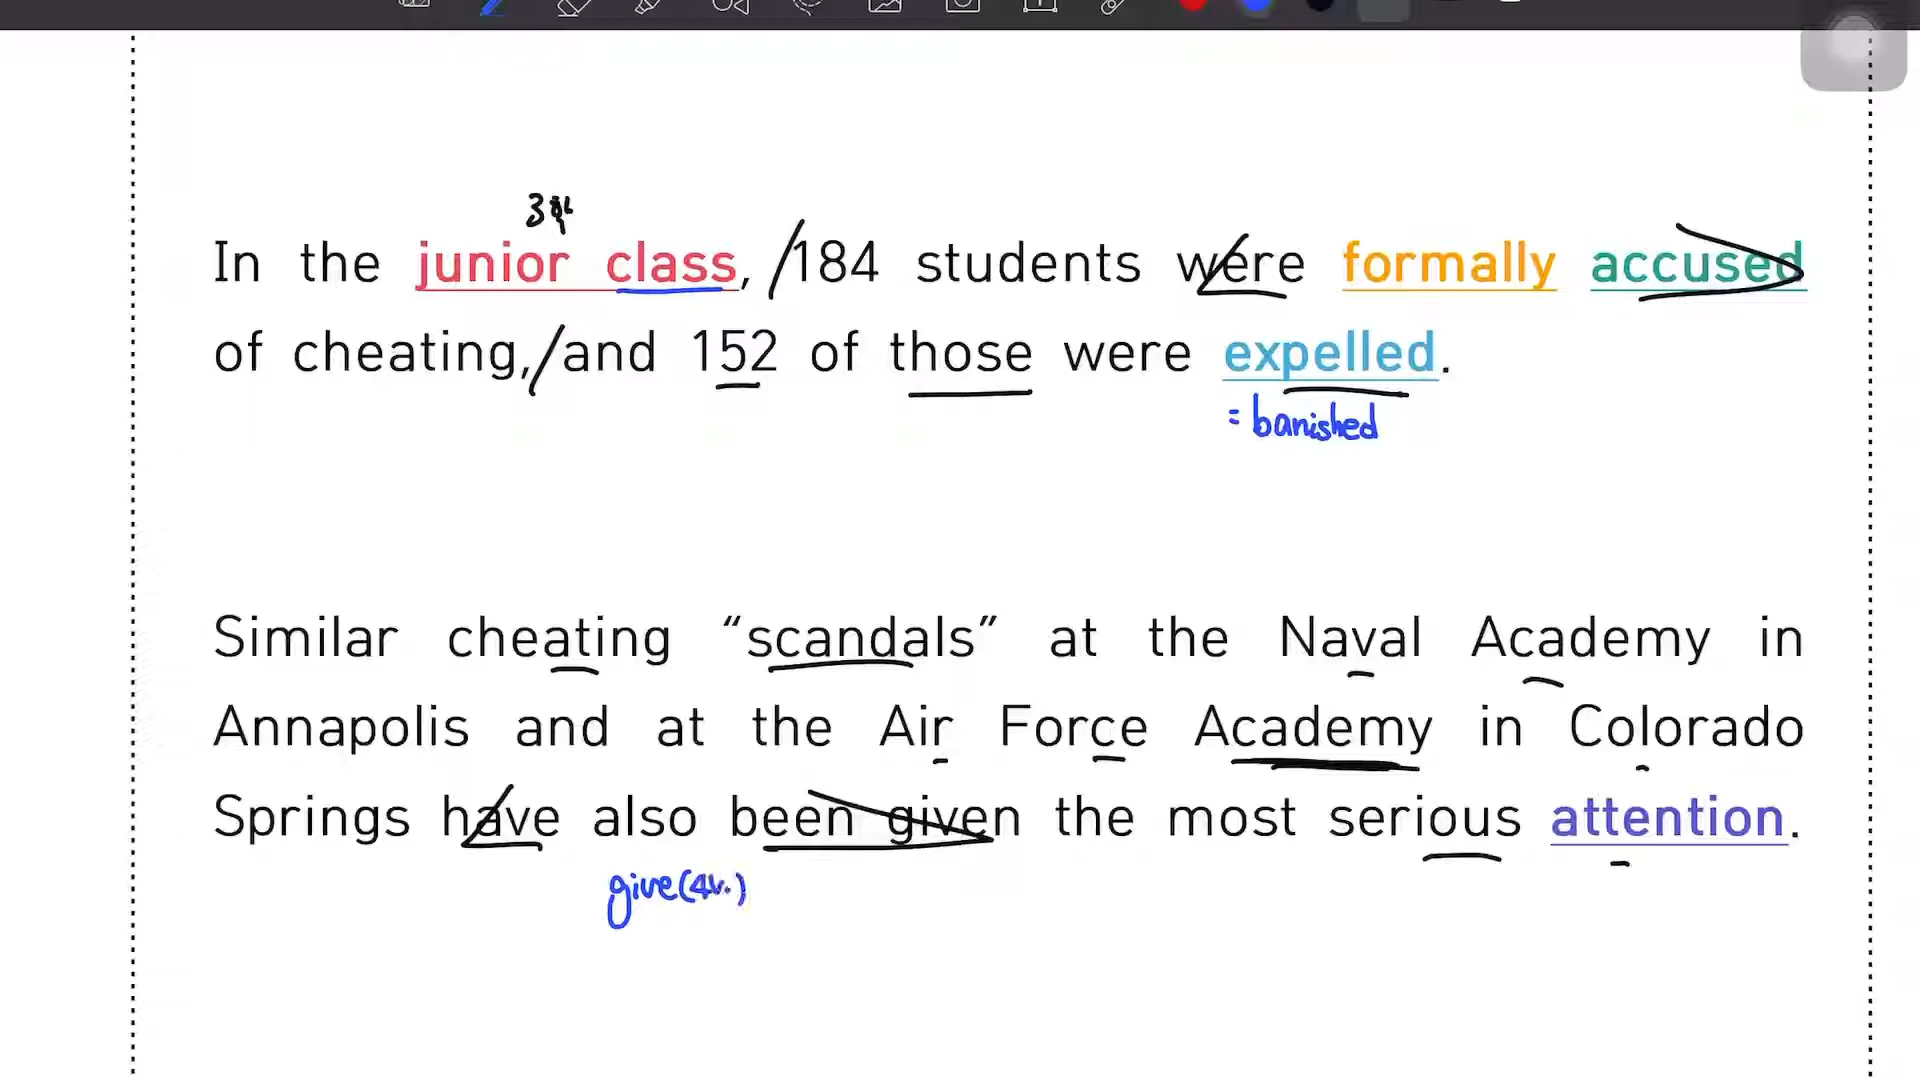 In the junior class, /184 students were formally accused
of cheating, /and 152 of those were expelled.
= banished
Similar cheating “scandals” at the Naval Academy in
Annapolis and at the Air Force Academy in Colorado
Springs have also been given the most serious attention.
give(4v.)